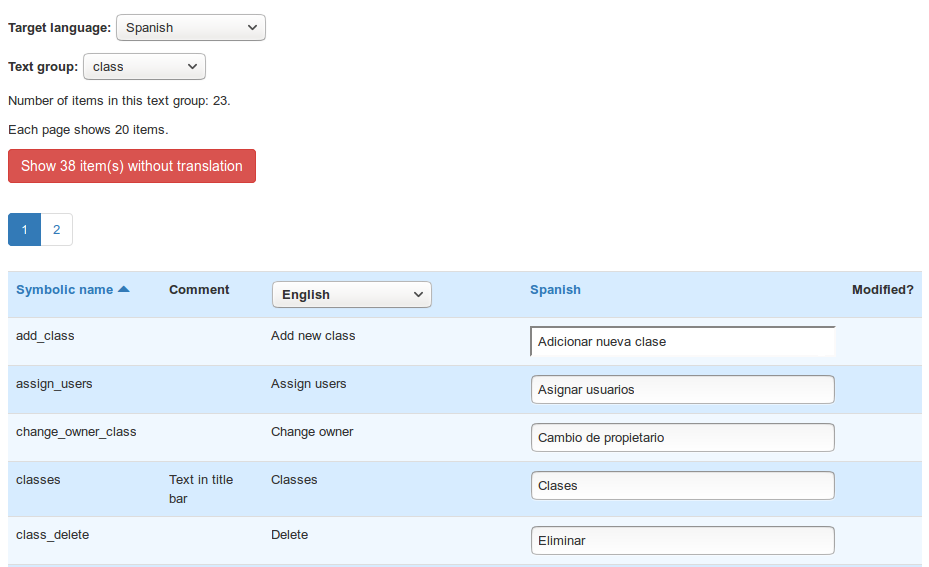 Target language: Spanish
Text group: class
Number of items in this text group: 23.
Each page shows 20 items.
Show 38 item(s) without translation
1 2
Symbolic name Comment English Spanish Modified?
add_class Add new class Adicionar nueva clase
assign_users Assign users Asignar usuarios
change_owner_class Change owner Cambio de propietario
classes Text in title bar Classes Clases
class_delete Delete Eliminar